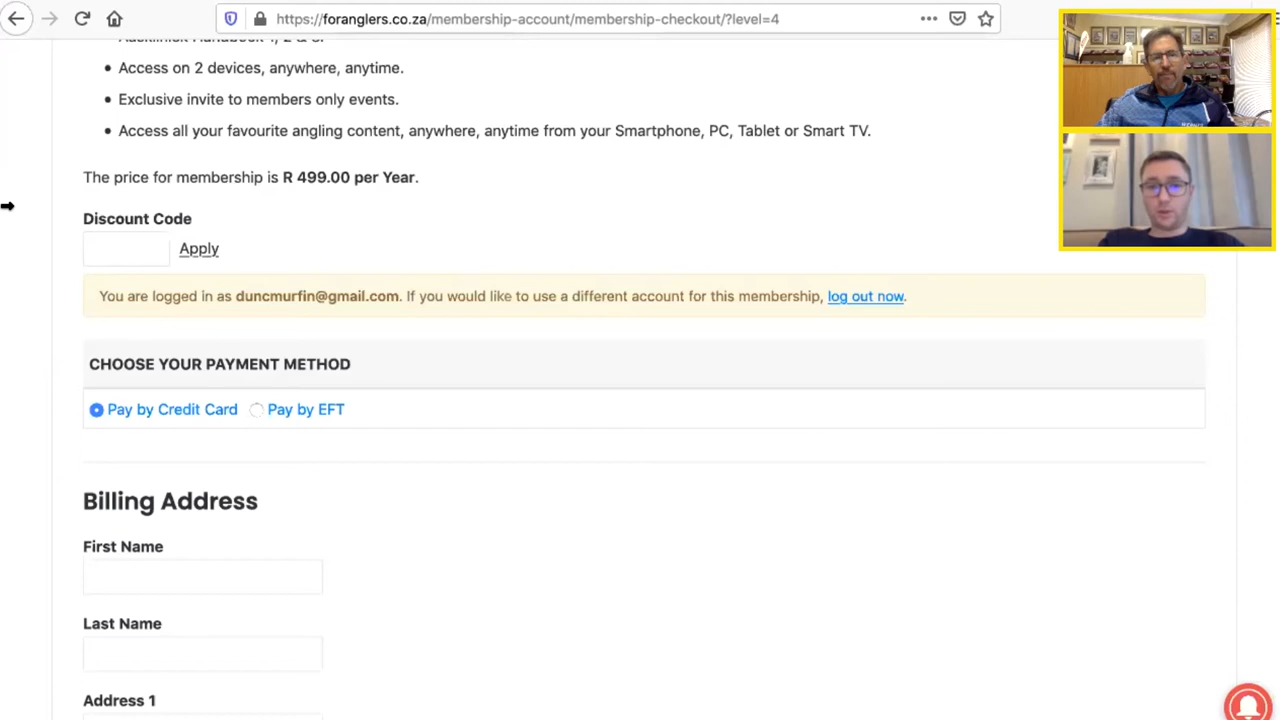 https://foranglers.co.za/membership-account/membership-checkout/?level=4
Access on 2 devices, anywhere, anytime.
Exclusive invite to members only events.
Access all your favourite angling content, anywhere, anytime from your Smartphone, PC, Tablet or Smart TV.
The price for membership is R 499.00 per Year.
Discount Code
Apply
You are logged in as duncmurfin@gmail.com. If you would like to use a different account for this membership, log out now.
CHOOSE YOUR PAYMENT METHOD
Pay by Credit Card Pay by EFT
Billing Address
First Name
Last Name
Address 1